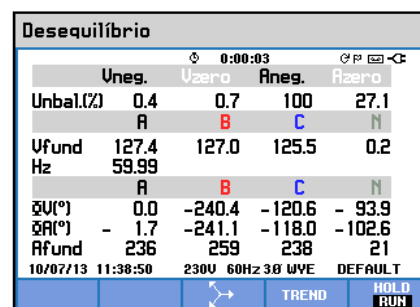 Desequilíbrio
0:00:03
Vneg. Vzero Aneg. Azero
Unbal.(%) 0.4 0.7 100 27.1
A B C N
Vfund 127.4 127.0 125.5 0.2
Hz 59.99
A B C N
ΦV(°) 0.0 -240.4 -120.6 - 93.9
ΦA(°) - 1.7 -241.1 -118.0 -102.6
Afund 236 259 238 21
10/07/13 11:38:50 230V 60Hz 3.Ø WYE DEFAULT
TREND HOLD
RUN